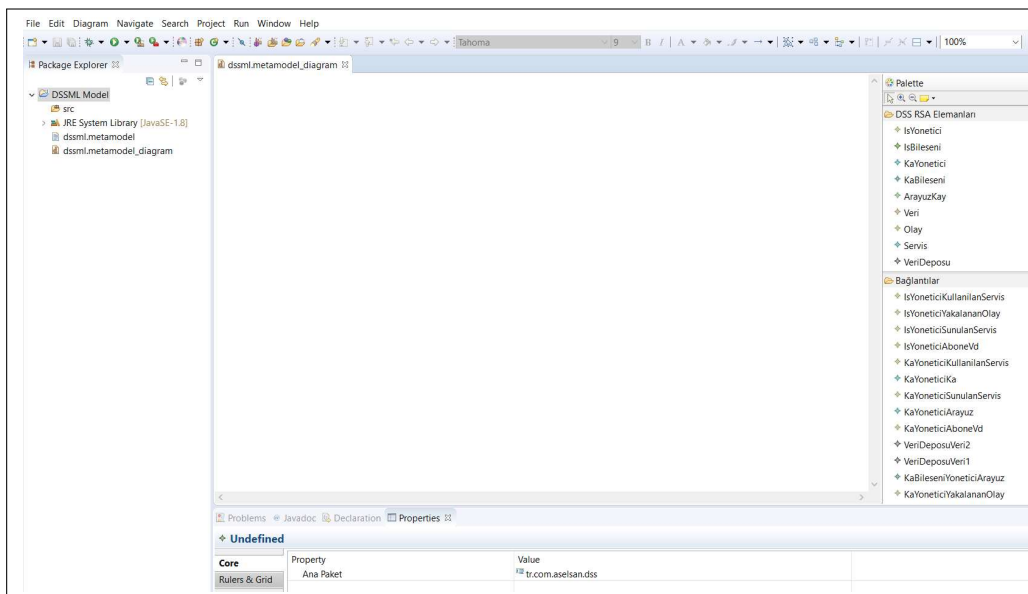 File Edit Diagram Navigate Search Project Run Window Help
Tahoma 9 B I A 100%
Package Explorer
DSSML Model
src
JRE System Library [JavaSE-1.8]
dssml.metamodel
dssml.metamodel_diagram
dssml.metamodel_diagram
Palette
DSS RSA Elemanları
IsYonetici
IsBileseni
KaYonetici
KaBileseni
ArayuzKay
Veri
Olay
Servis
VeriDeposu
Bağlantılar
IsYoneticiKullanilanServis
IsYoneticiYakalananOlay
IsYoneticiSunulanServis
IsYoneticiAboneVd
KaYoneticiKullanilanServis
KaYoneticiKa
KaYoneticiSunulanServis
KaYoneticiArayuz
KaYoneticiAboneVd
VeriDeposuVeri2
VeriDeposuVeri1
KaBileseniYoneticiArayuz
KaYoneticiYakalananOlay
Problems Javadoc Declaration Properties
Undefined
Core
Rulers & Grid
Property Value
Ana Paket tr.com.aselsan.dss